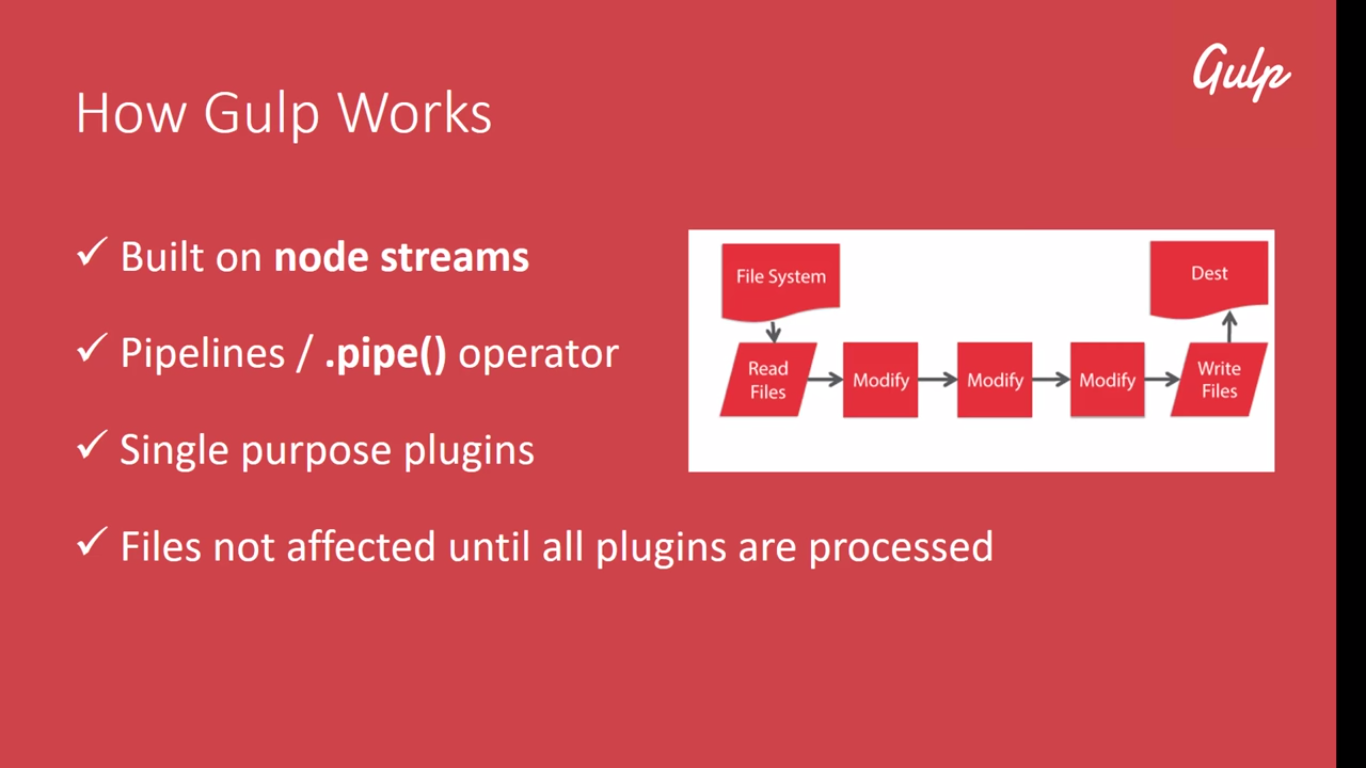 Gulp
How Gulp Works
✓ Built on node streams
✓ Pipelines / .pipe() operator
✓ Single purpose plugins
✓ Files not affected until all plugins are processed
File System
Dest
Read
Files
Modify
Modify
Modify
Write
Files